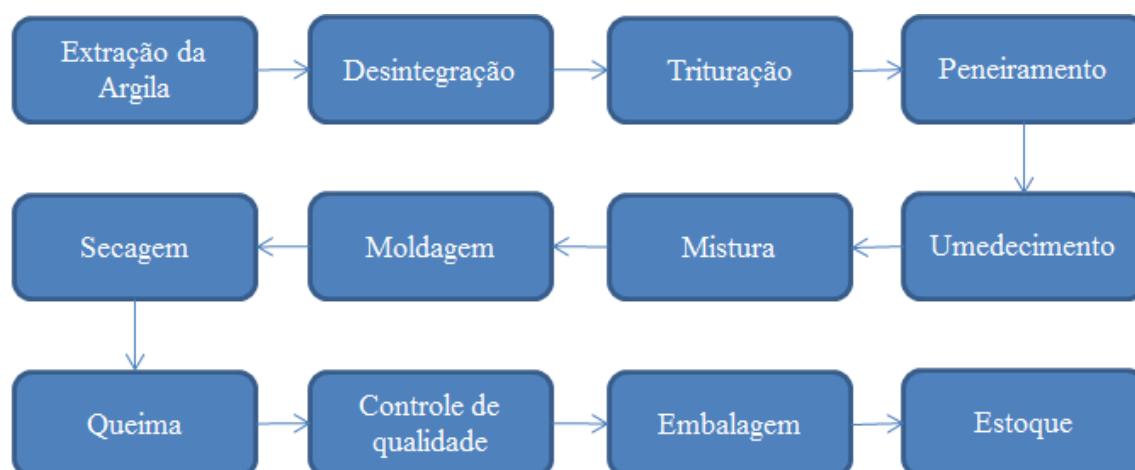 Extração da
Argila
Desintegração
Trituração
Peneiramento
Umedecimento
Mistura
Moldagem
Secagem
Queima
Controle de
qualidade
Embalagem
Estoque